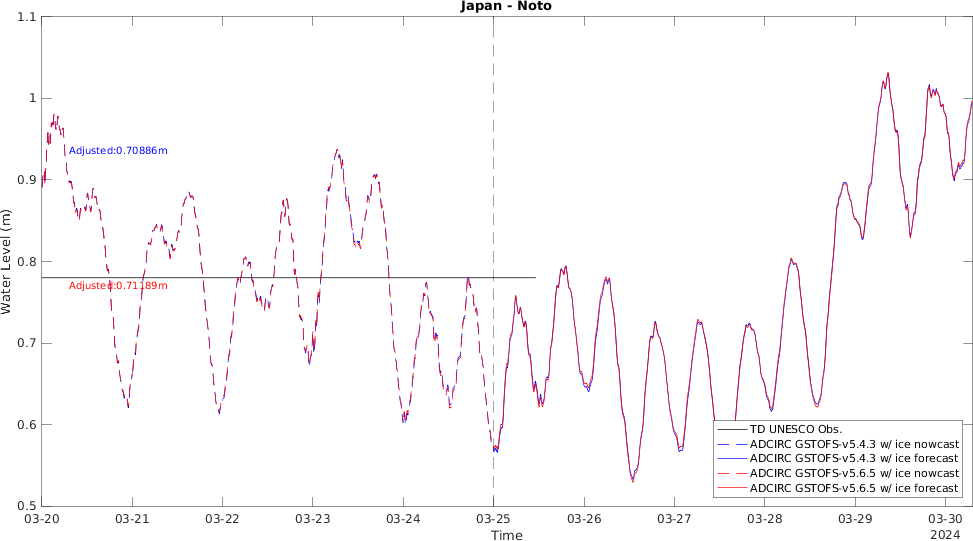 Japan - Noto
1.1
1
0.9
0.8
0.7
0.6
0.5
Water Level (m)
Adjusted:0.70886m
Adjusted:0.71189m
TD UNESCO Obs.
ADCIRC GSTOFS-v5.4.3 w/ ice nowcast
ADCIRC GSTOFS-v5.4.3 w/ ice forecast
ADCIRC GSTOFS-v5.6.5 w/ ice nowcast
ADCIRC GSTOFS-v5.6.5 w/ ice forecast
03-20 03-21 03-22 03-23 03-24 03-25 03-26 03-27 03-28 03-29 03-30
Time
2024